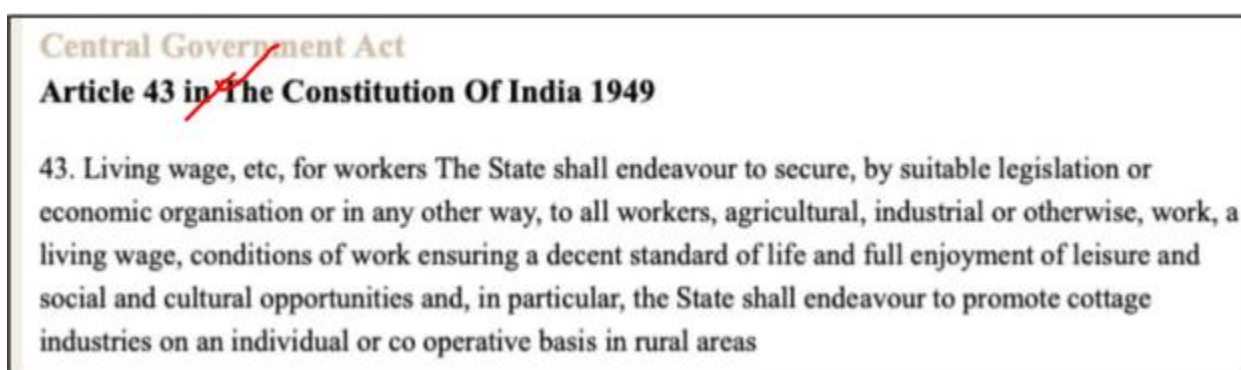 Central Government Act
Article 43 in The Constitution Of India 1949
43. Living wage, etc, for workers The State shall endeavour to secure, by suitable legislation or
economic organisation or in any other way, to all workers, agricultural, industrial or otherwise, work, a
living wage, conditions of work ensuring a decent standard of life and full enjoyment of leisure and
social and cultural opportunities and, in particular, the State shall endeavour to promote cottage
industries on an individual or co operative basis in rural areas